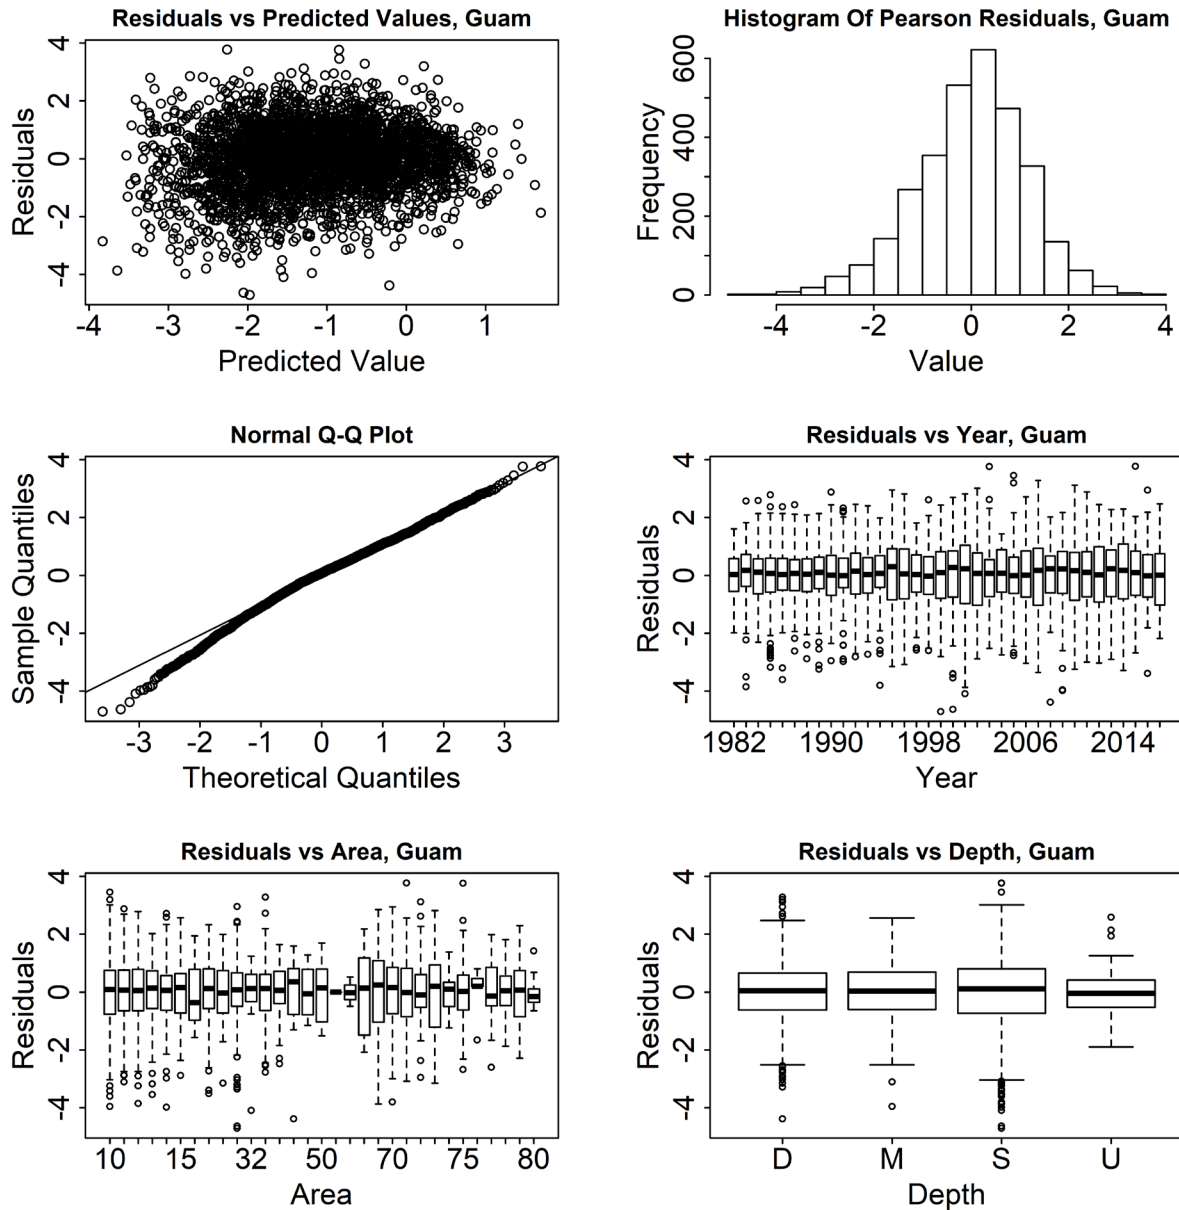 Residuals vs Predicted Values, Guam
Residuals
4
2
0
-2
-4
-4 -3 -2 -1 0 1
Predicted Value
Histogram Of Pearson Residuals, Guam
Frequency
600
400
200
0
-4 -2 0 2 4
Value
Normal Q-Q Plot
Sample Quantiles
4
2
0
-2
-4
-3 -2 -1 0 1 2 3
Theoretical Quantiles
Residuals vs Year, Guam
Residuals
4
2
0
-2
-4
1982 1990 1998 2006 2014
Year
Residuals vs Area, Guam
Residuals
4
2
0
-2
-4
10 15 32 50 70 75 80
Area
Residuals vs Depth, Guam
Residuals
4
2
0
-2
-4
D M S U
Depth